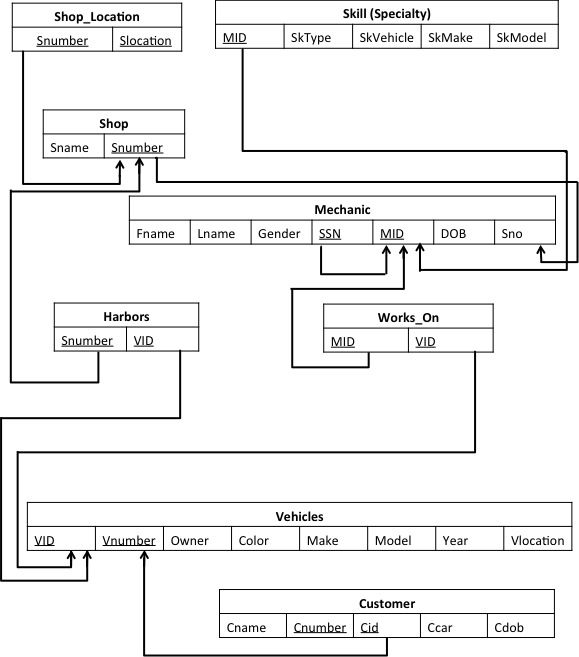 Shop_Location
Snumber Slocation
Skill (Specialty)
MID SkType SkVehicle SkMake SkModel
Shop
Sname Snumber
Mechanic
Fname Lname Gender SSN MID DOB Sno
Harbors
Snumber VID
Works_On
MID VID
Vehicles
VID Vnumber Owner Color Make Model Year Vlocation
Customer
Cname Cnumber Cid Ccar Cdob